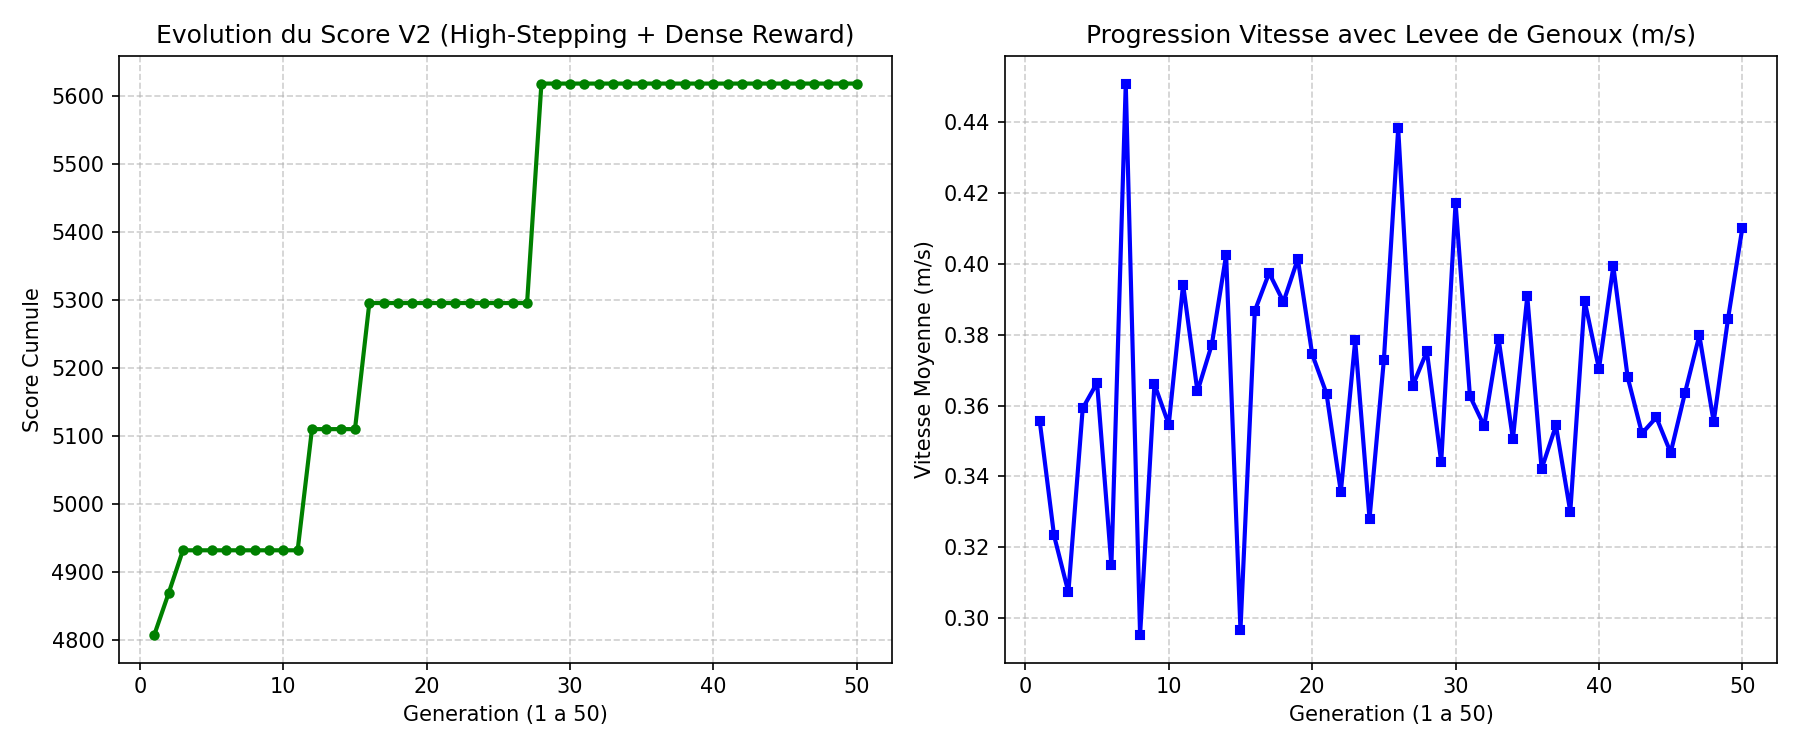 Evolution du Score V2 (High-Stepping + Dense Reward)
Score Cumule
5600
5500
5400
5300
5200
5100
5000
4900
4800
0 10 20 30 40 50
Generation (1 a 50)
Progression Vitesse avec Levee de Genoux (m/s)
Vitesse Moyenne (m/s)
0.44
0.42
0.40
0.38
0.36
0.34
0.32
0.30
0 10 20 30 40 50
Generation (1 a 50)